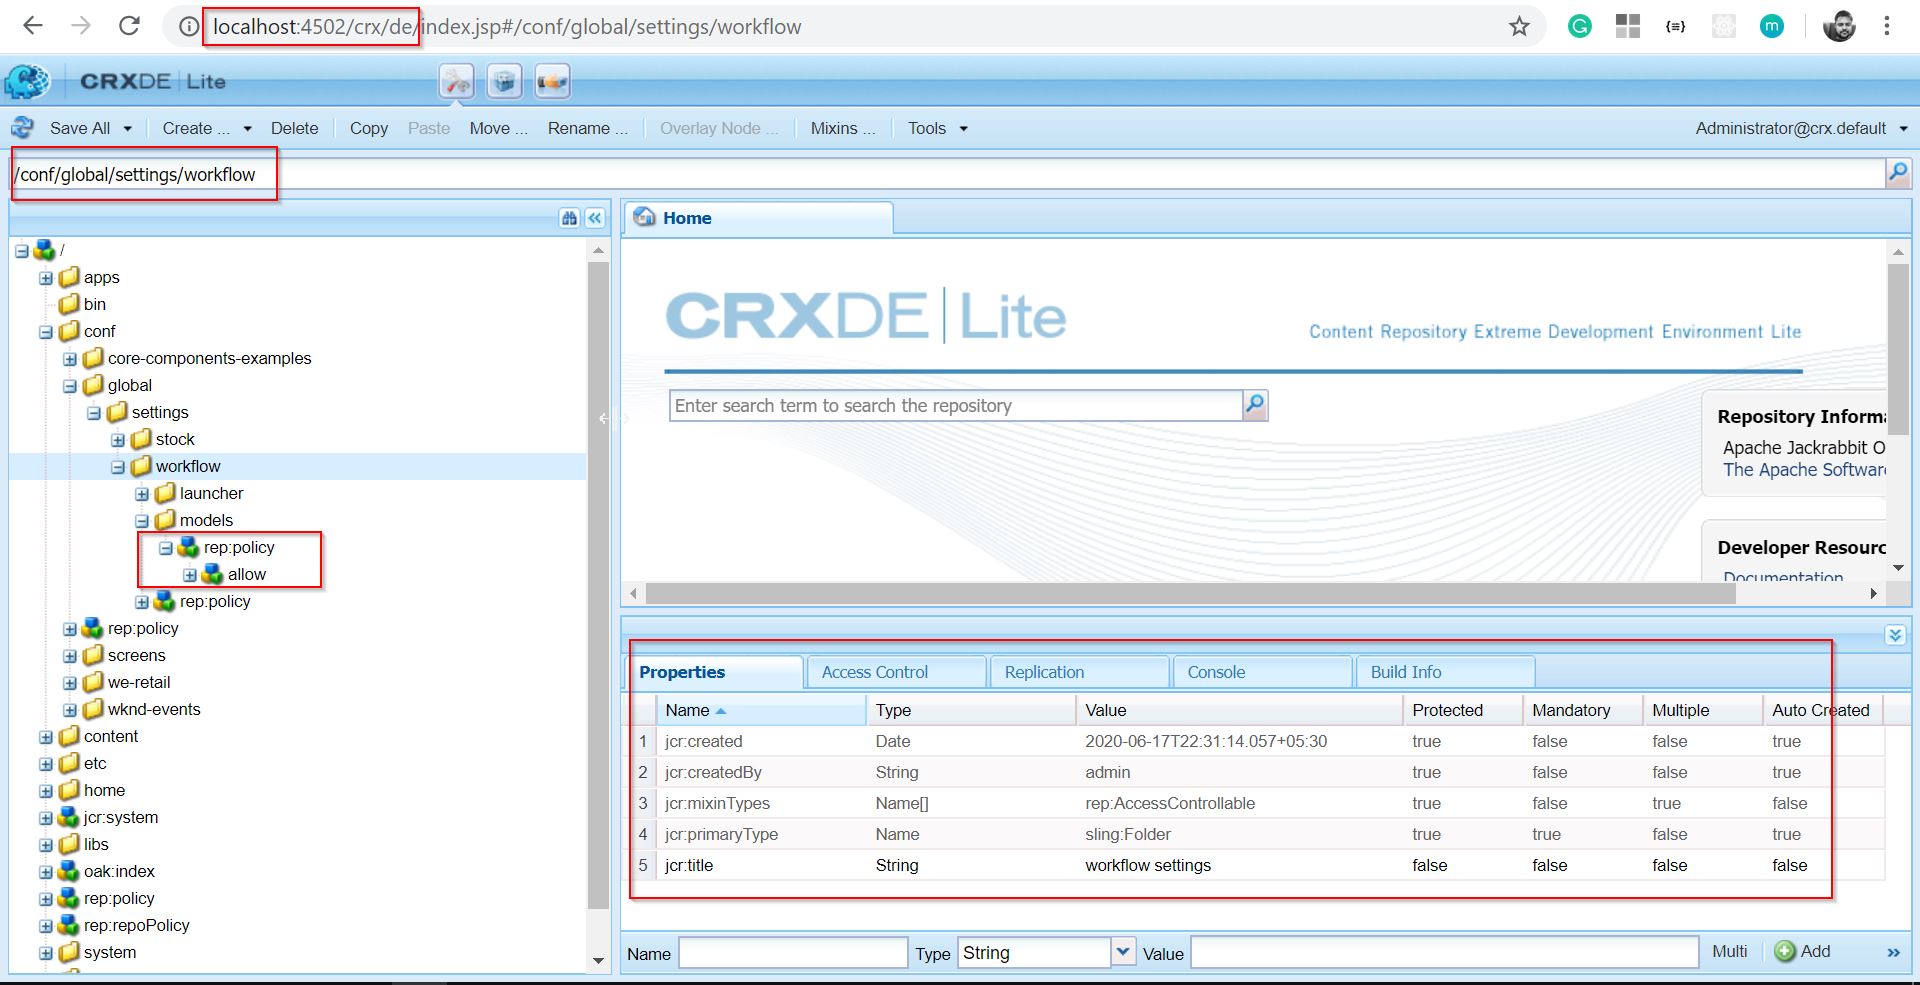 localhost:4502/crx/de/index.jsp#/conf/global/settings/workflow
G
{≡}
m
CRXDE | Lite
Save All
Create ...
Delete
Copy
Paste
Move ...
Rename ...
Overlay Node ...
Mixins ...
Tools
Administrator@crx.default
/conf/global/settings/workflow
/
apps
bin
conf
core-components-examples
global
settings
stock
workflow
launcher
models
rep:policy
allow
rep:policy
rep:policy
screens
we-retail
wknd-events
content
etc
home
jcr:system
libs
oak:index
rep:policy
rep:repoPolicy
system
Home
CRXDE | Lite
Content Repository Extreme Development Environment Lite
Enter search term to search the repository
Repository Informa
Apache Jackrabbit O
The Apache Softwar
Developer Resourc
Documentation
Properties
Access Control
Replication
Console
Build Info
Name Type Value Protected Mandatory Multiple Auto Created
1 jcr:created Date 2020-06-17T22:31:14.057+05:30 true false false true
2 jcr:createdBy String admin true false false true
3 jcr:mixinTypes Name[] rep:AccessControllable true false true false
4 jcr:primaryType Name sling:Folder true true false true
5 jcr:title String workflow settings false false false false
Name
Type String
Value
Multi
Add
»